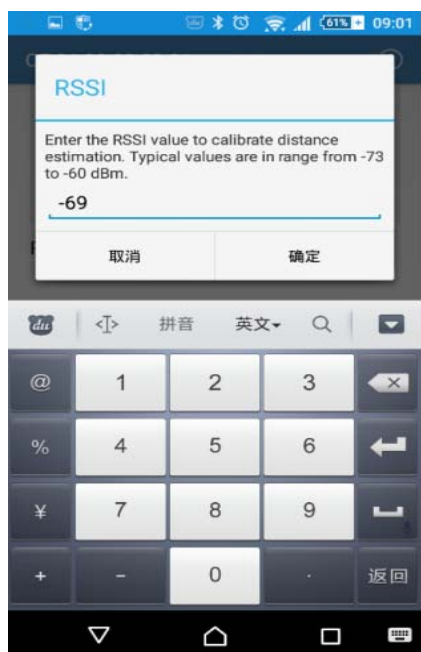 61% 09:01
RSSI
Enter the RSSI value to calibrate distance
estimation. Typical values are in range from -73
to -60 dBm.
-69
取消 确定
du 拼音 英文
@ 1 2 3
% 4 5 6
¥ 7 8 9
+ - 0 . 返回